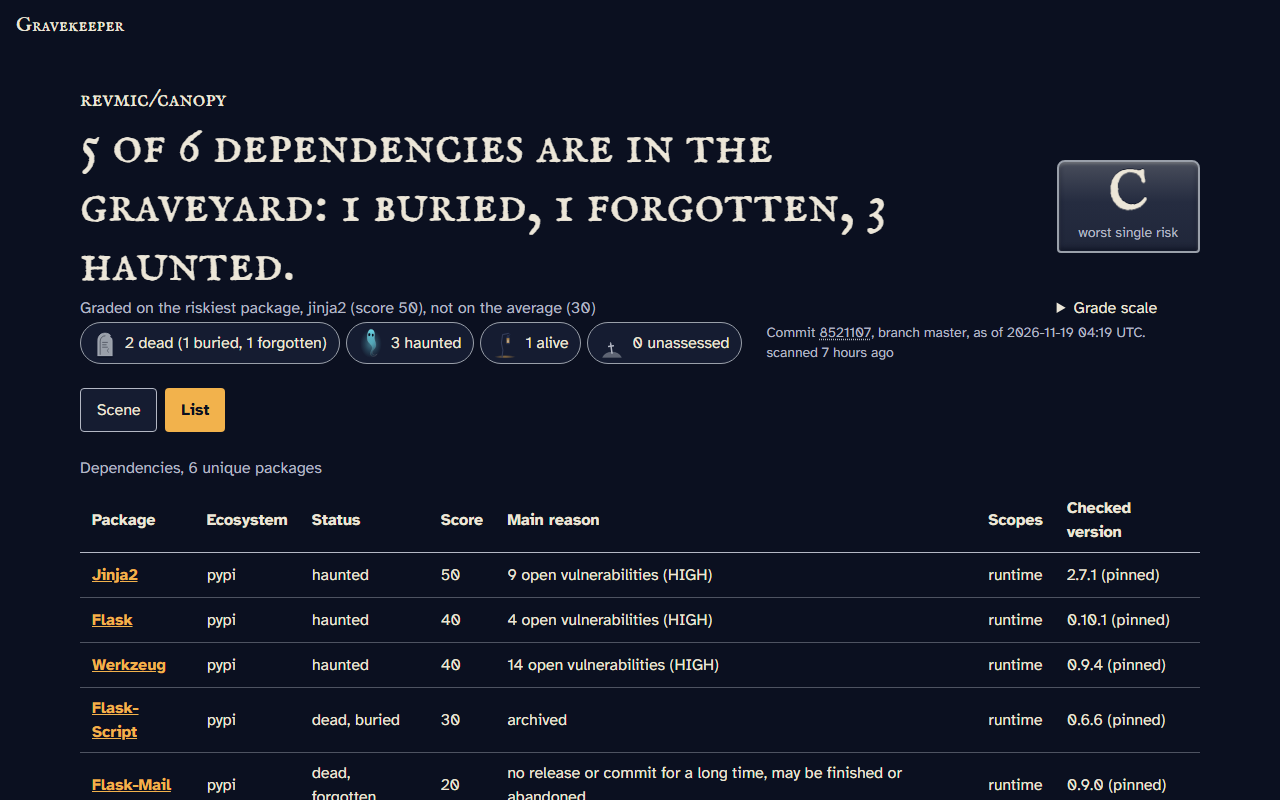 Gravekeeper
revmic/canopy
5 of 6 dependencies are in the
graveyard: 1 buried, 1 forgotten, 3
haunted.
C
worst single risk
Graded on the riskiest package, jinja2 (score 50), not on the average (30)
▶ Grade scale
2 dead (1 buried, 1 forgotten)
3 haunted
1 alive
0 unassessed
Commit 8521107, branch master, as of 2026-11-19 04:19 UTC.
scanned 7 hours ago
Scene
List
Dependencies, 6 unique packages
Package Ecosystem Status Score Main reason Scopes Checked version
Jinja2 pypi haunted 50 9 open vulnerabilities (HIGH) runtime 2.7.1 (pinned)
Flask pypi haunted 40 4 open vulnerabilities (HIGH) runtime 0.10.1 (pinned)
Werkzeug pypi haunted 40 14 open vulnerabilities (HIGH) runtime 0.9.4 (pinned)
Flask-Script pypi dead, buried 30 archived runtime 0.6.6 (pinned)
Flask-Mail pypi dead, forgotten 20 no release or commit for a long time, may be finished or abandoned runtime 0.9.0 (pinned)